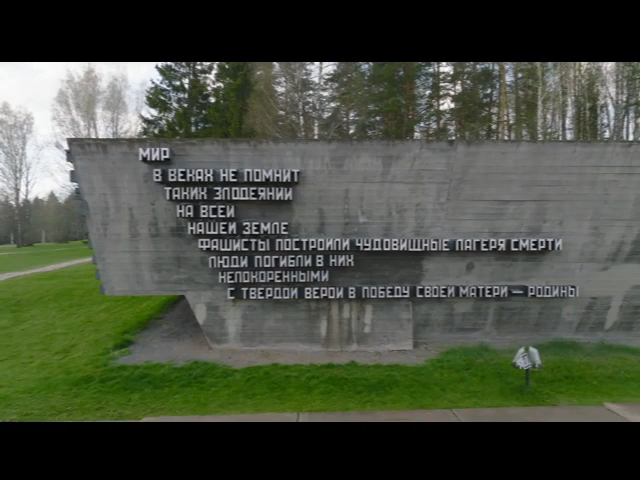 МИР
В ВЕКАХ НЕ ПОМНИТ
ТАКИХ ЗЛОДЕЯНИЙ
НА ВСЕЙ
НАШЕЙ ЗЕМЛЕ
ФАШИСТЫ ПОСТРОИЛИ ЧУДОВИЩНЫЕ ЛАГЕРЯ СМЕРТИ
ЛЮДИ ПОГИБЛИ В НИХ
НЕПОКОРЕННЫМИ
С ТВЕРДОЙ ВЕРОЙ В ПОБЕДУ СВОЕЙ МАТЕРИ — РОДИНЫ